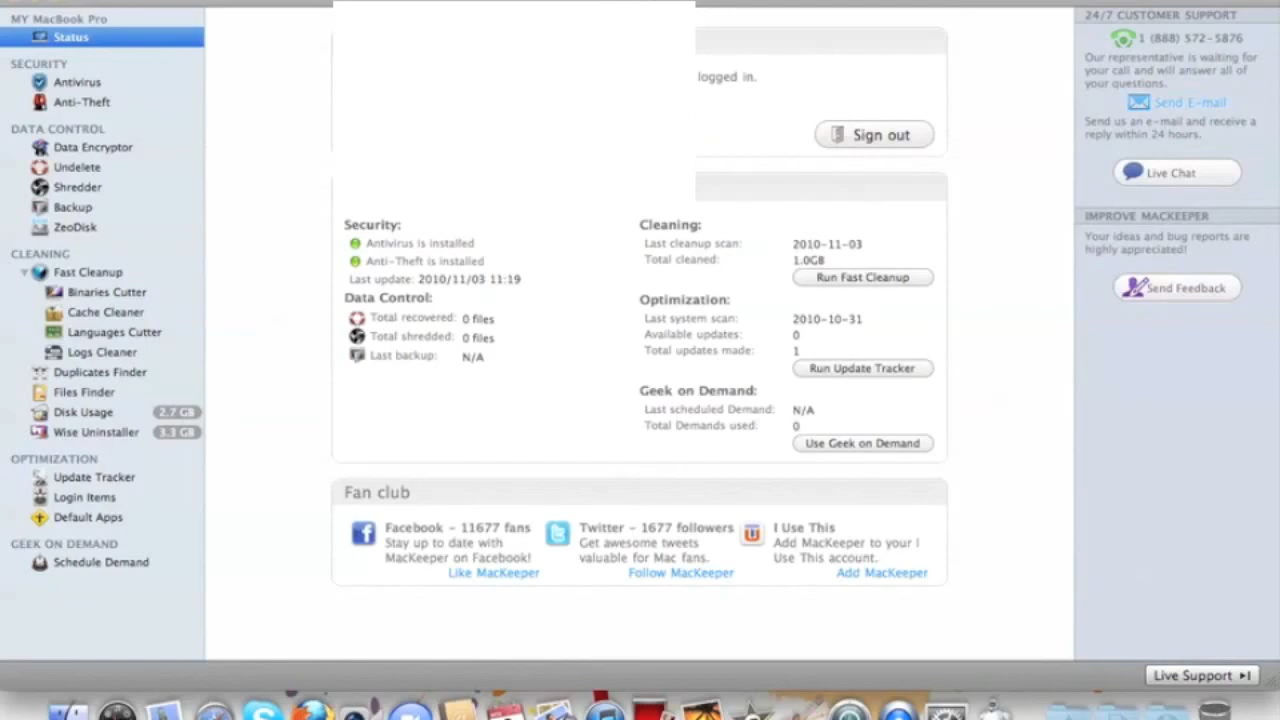 MY MacBook Pro
Status
SECURITY
Antivirus
Anti-Theft
DATA CONTROL
Data Encryptor
Undelete
Shredder
Backup
ZeoDisk
CLEANING
Fast Cleanup
Binaries Cutter
Cache Cleaner
Languages Cutter
Logs Cleaner
Duplicates Finder
Files Finder
Disk Usage 2.7 GB
Wise Uninstaller 3.3 GB
OPTIMIZATION
Update Tracker
Login Items
Default Apps
GEEK ON DEMAND
Schedule Demand
logged in.
Sign out
Security:
Antivirus is installed
Anti-Theft is installed
Last update: 2010/11/03 11:19
Data Control:
Total recovered: 0 files
Total shredded: 0 files
Last backup: N/A
Cleaning:
Last cleanup scan: 2010-11-03
Total cleaned: 1.0GB
Run Fast Cleanup
Optimization:
Last system scan: 2010-10-31
Available updates: 0
Total updates made: 1
Run Update Tracker
Geek on Demand:
Last scheduled Demand: N/A
Total Demands used: 0
Use Geek on Demand
Fan club
Facebook - 11677 fans
Stay up to date with
MacKeeper on Facebook!
Like MacKeeper
Twitter - 1677 followers
Get awesome tweets
valuable for Mac fans.
Follow MacKeeper
I Use This
Add MacKeeper to your I
Use This account.
Add MacKeeper
24/7 CUSTOMER SUPPORT
1 (888) 572-5876
Our representative is waiting for
your call and will answer all of
your questions.
Send E-mail
Send us an e-mail and receive a
reply within 24 hours.
Live Chat
IMPROVE MACKEEPER
Your ideas and bug reports are
highly appreciated!
Send Feedback
Live Support